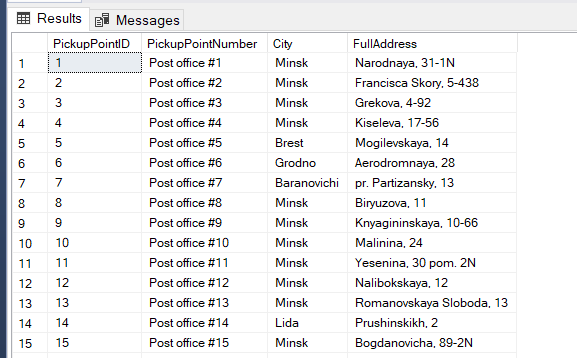 Results Messages
PickupPointID PickupPointNumber City FullAddress
1 1 Post office #1 Minsk Narodnaya, 31-1N
2 2 Post office #2 Minsk Francisca Skory, 5-438
3 3 Post office #3 Minsk Grekova, 4-92
4 4 Post office #4 Minsk Kiseleva, 17-56
5 5 Post office #5 Brest Mogilevskaya, 14
6 6 Post office #6 Grodno Aerodromnaya, 28
7 7 Post office #7 Baranovichi pr. Partizansky, 13
8 8 Post office #8 Minsk Biryuzova, 11
9 9 Post office #9 Minsk Knyagininskaya, 10-66
10 10 Post office #10 Minsk Malinina, 24
11 11 Post office #11 Minsk Yesenina, 30 pom. 2N
12 12 Post office #12 Minsk Nalibokskaya, 12
13 13 Post office #13 Minsk Romanovskaya Sloboda, 13
14 14 Post office #14 Lida Prushinskikh, 2
15 15 Post office #15 Minsk Bogdanovicha, 89-2N